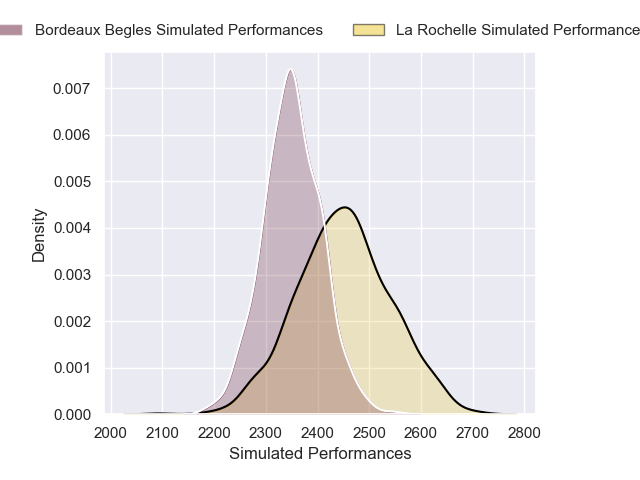 Bordeaux Begles Simulated Performances
La Rochelle Simulated Performance
0.007
0.006
0.005
0.004
0.003
0.002
0.001
0.000
Density
2000 2100 2200 2300 2400 2500 2600 2700 2800
Simulated Performances